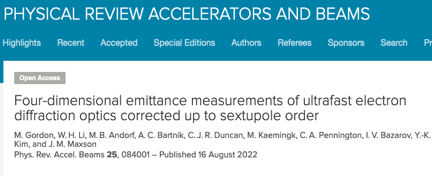 PHYSICAL REVIEW ACCELERATORS AND BEAMS
Highlights Recent Accepted Special Editions Authors Referees Sponsors Search Pr
Open Access
Four-dimensional emittance measurements of ultrafast electron
diffraction optics corrected up to sextupole order
M. Gordon, W. H. Li, M. B. Andorf, A. C. Bartnik, C. J. R. Duncan, M. Kaemingk, C. A. Pennington, I. V. Bazarov, Y.-K.
Kim, and J. M. Maxson
Phys. Rev. Accel. Beams 25, 084001 – Published 16 August 2022